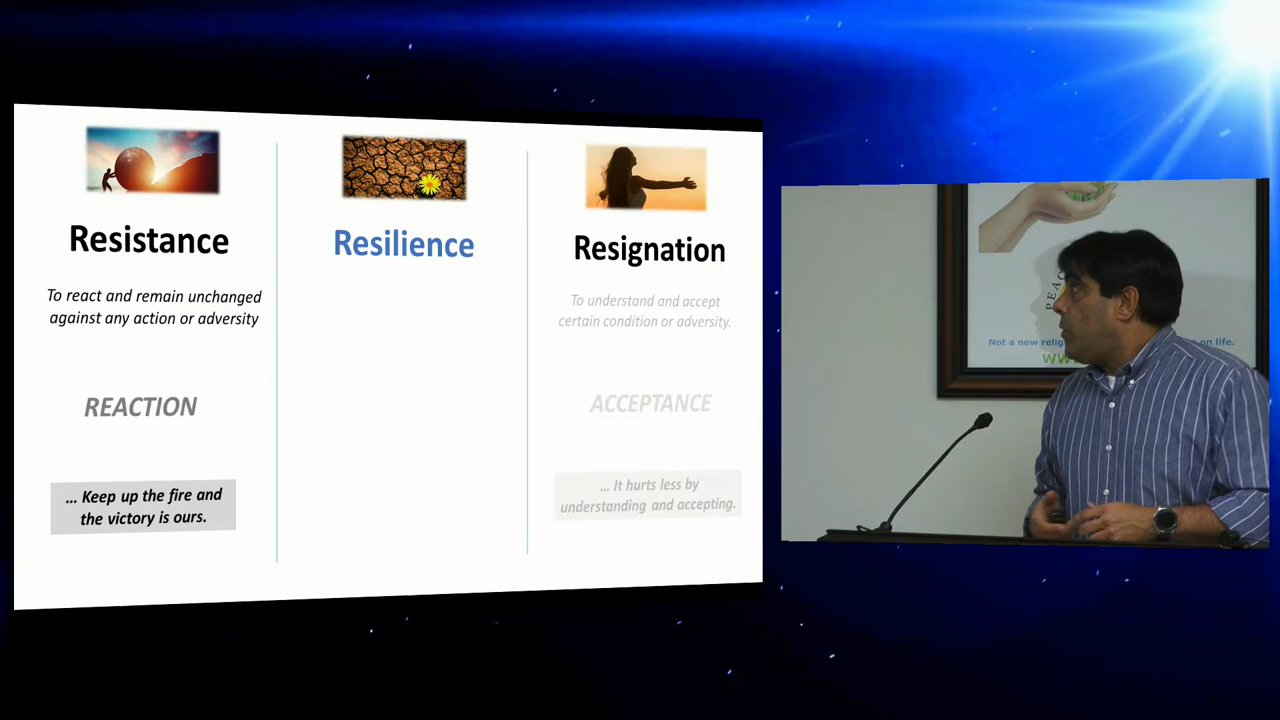 Resistance
To react and remain unchanged
against any action or adversity
REACTION
... Keep up the fire and
the victory is ours.
Resilience
Resignation
To understand and accept
certain condition or adversity.
ACCEPTANCE
... It hurts less by
understanding and accepting.
PEAC
Not a new on life.